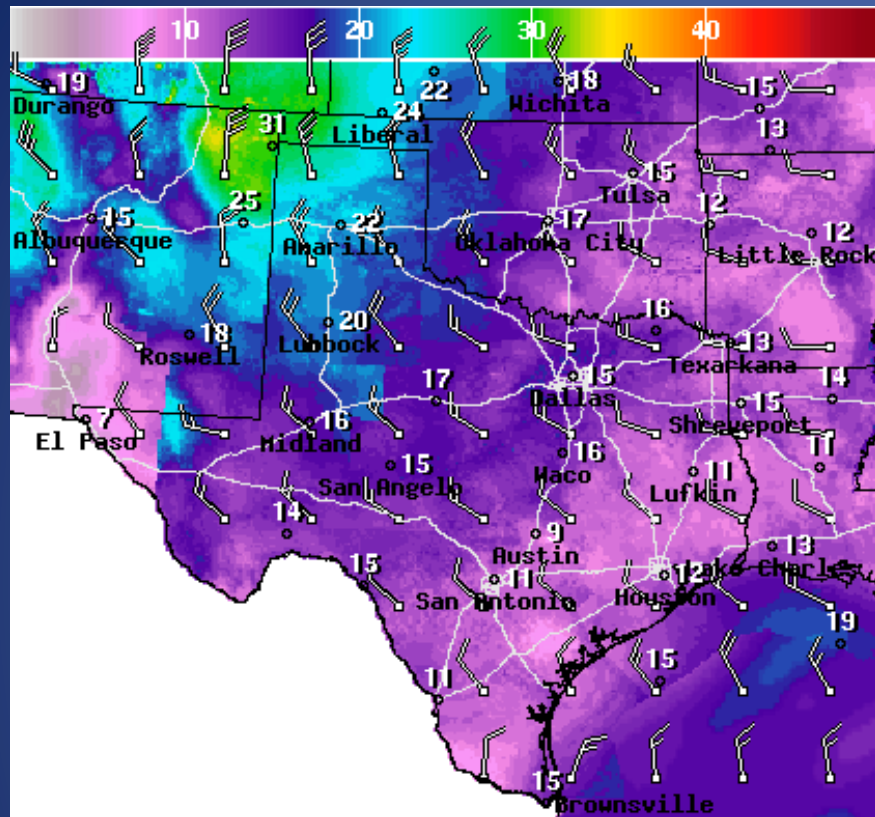 10 20 30 40
19 22 18 15
Durango Wichita
24
Liberal
31 13
15
Tulsa
15 25 22 17 12 12
Albuquerque Amarillo Oklahoma City Little Rock
18 20 16 13
Roswell Lubbock Texarkana
15
Dallas
17 14
7 16 15
El Paso Midland Shreveport
15 16 11 11
San Angelo Waco Lufkin
14 9 13
Austin Lake Charles
15 11 12
San Antonio Houston
19
11 15
15
Brownsville